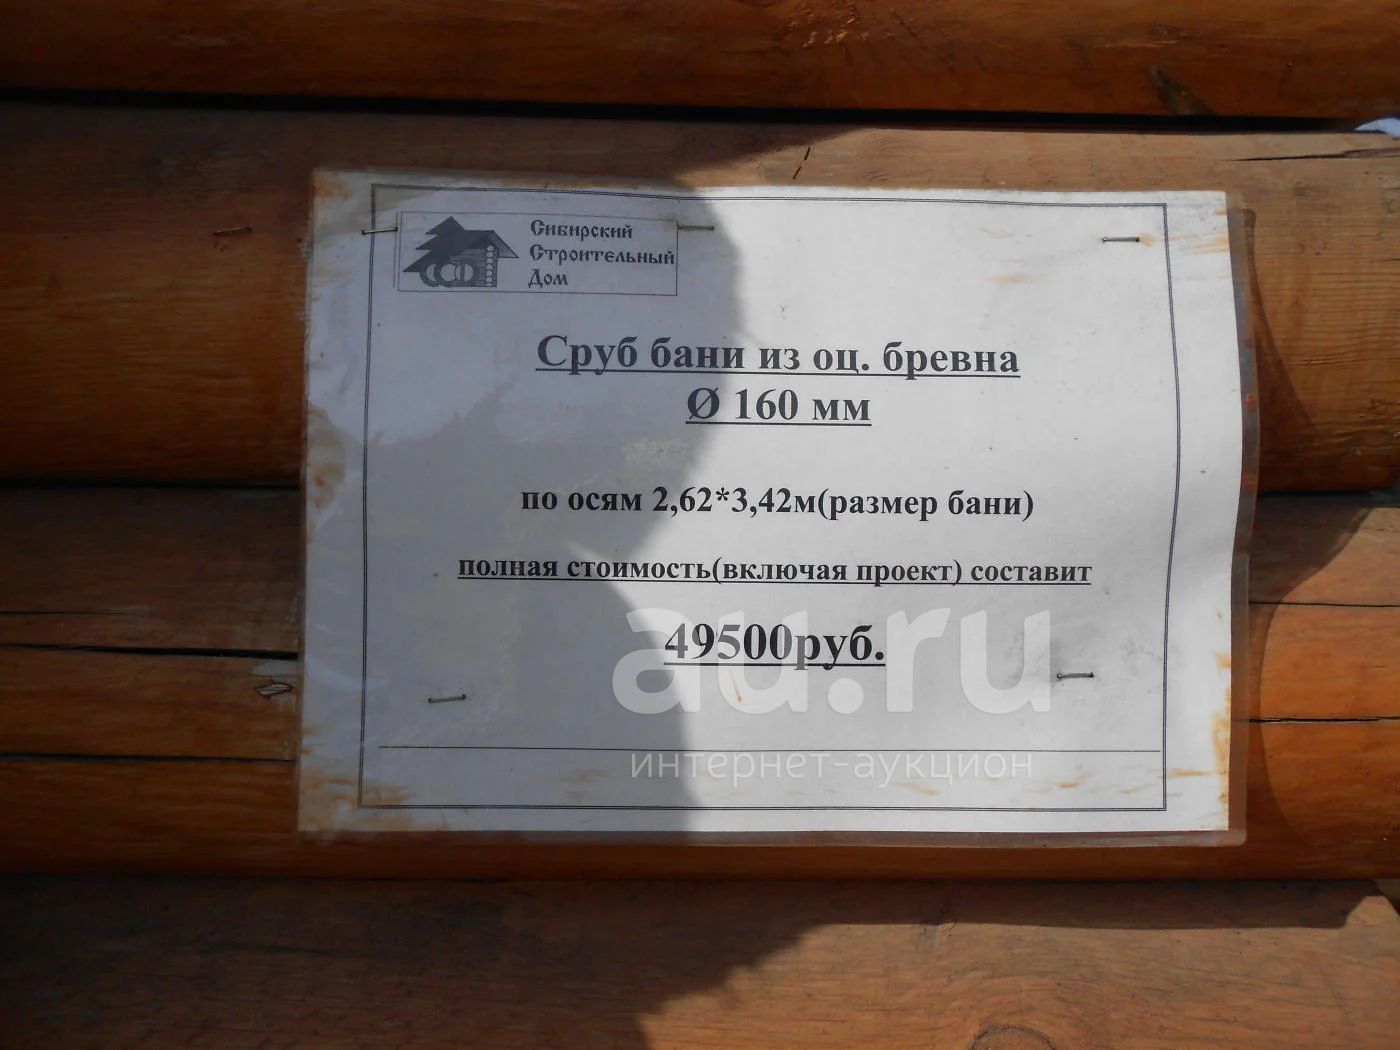 ССД
Сибирский
Строительный
Дом
Сруб бани из оц. бревна
Ø 160 мм
по осям 2,62*3,42м(размер бани)
полная стоимость(включая проект) составит
49500руб.
au.ru
интернет-аукцион